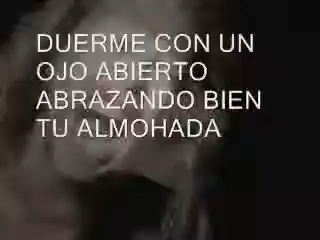 DUERME CON UN
OJO ABIERTO
ABRAZANDO BIEN
TU ALMOHADA